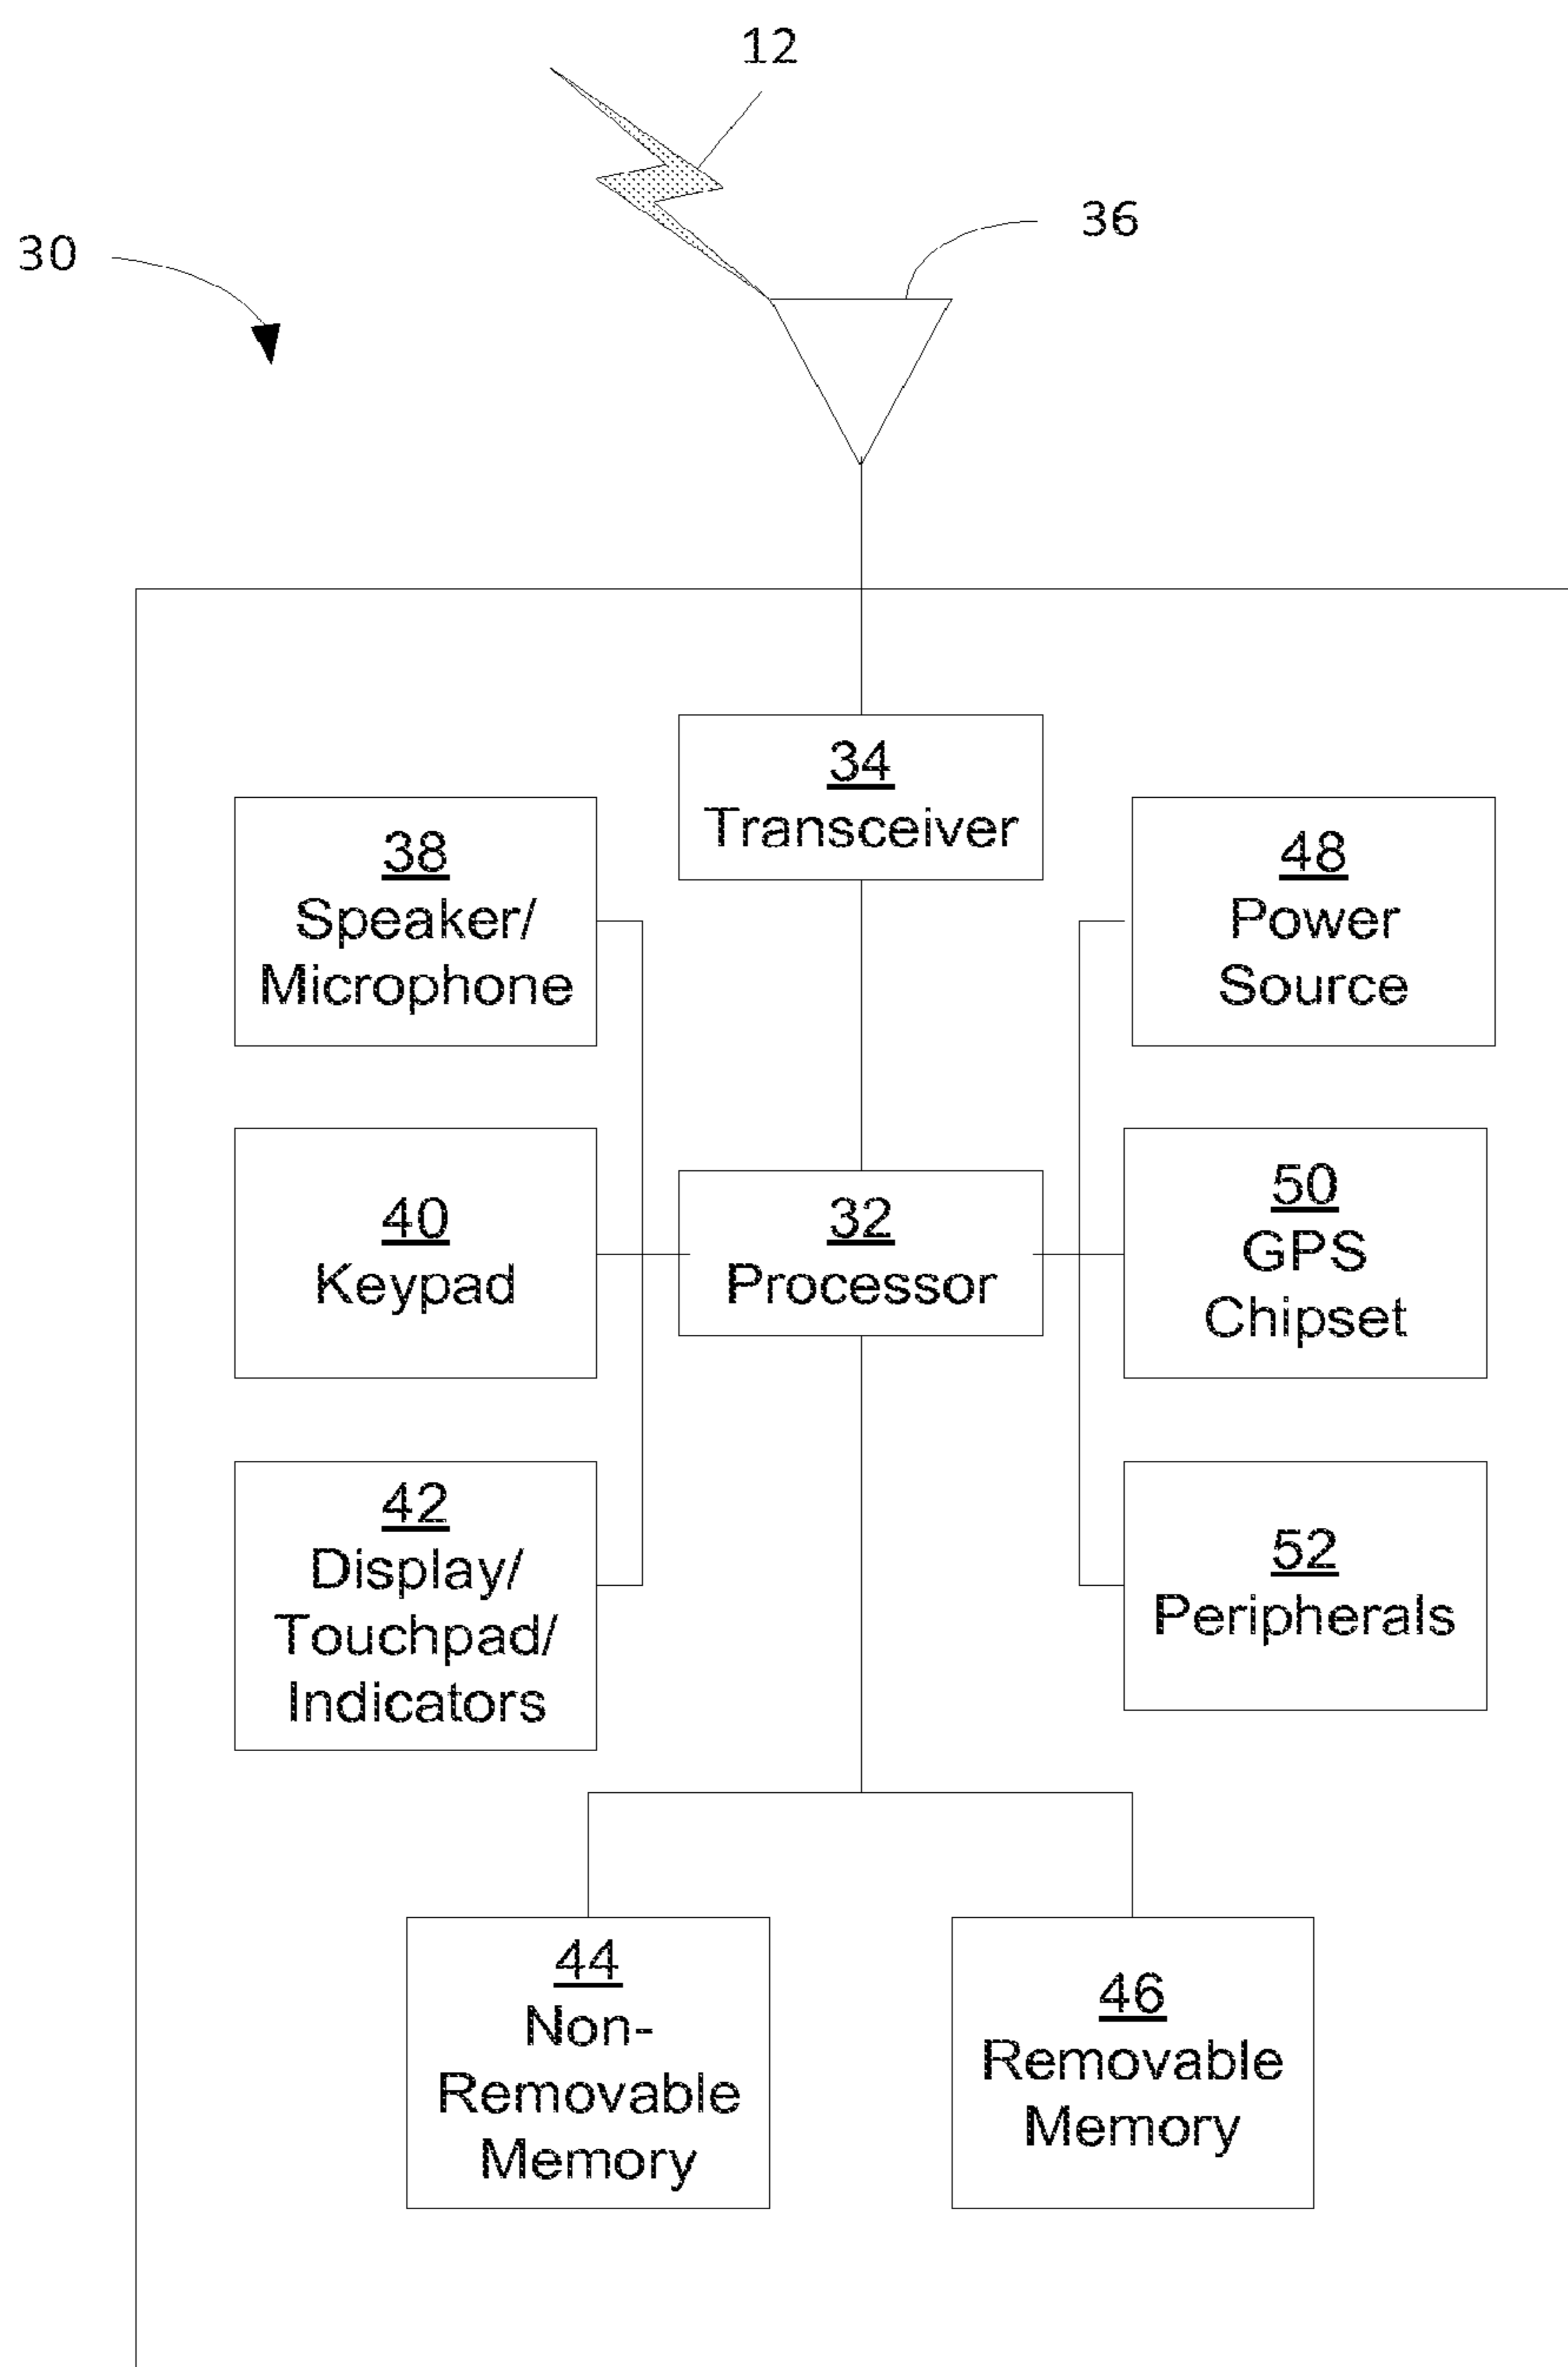 12
36
30
34
Transceiver
38
Speaker/
Microphone
48
Power
Source
40
Keypad
32
Processor
50
GPS
Chipset
42
Display/
Touchpad/
Indicators
52
Peripherals
44
Non-
Removable
Memory
46
Removable
Memory